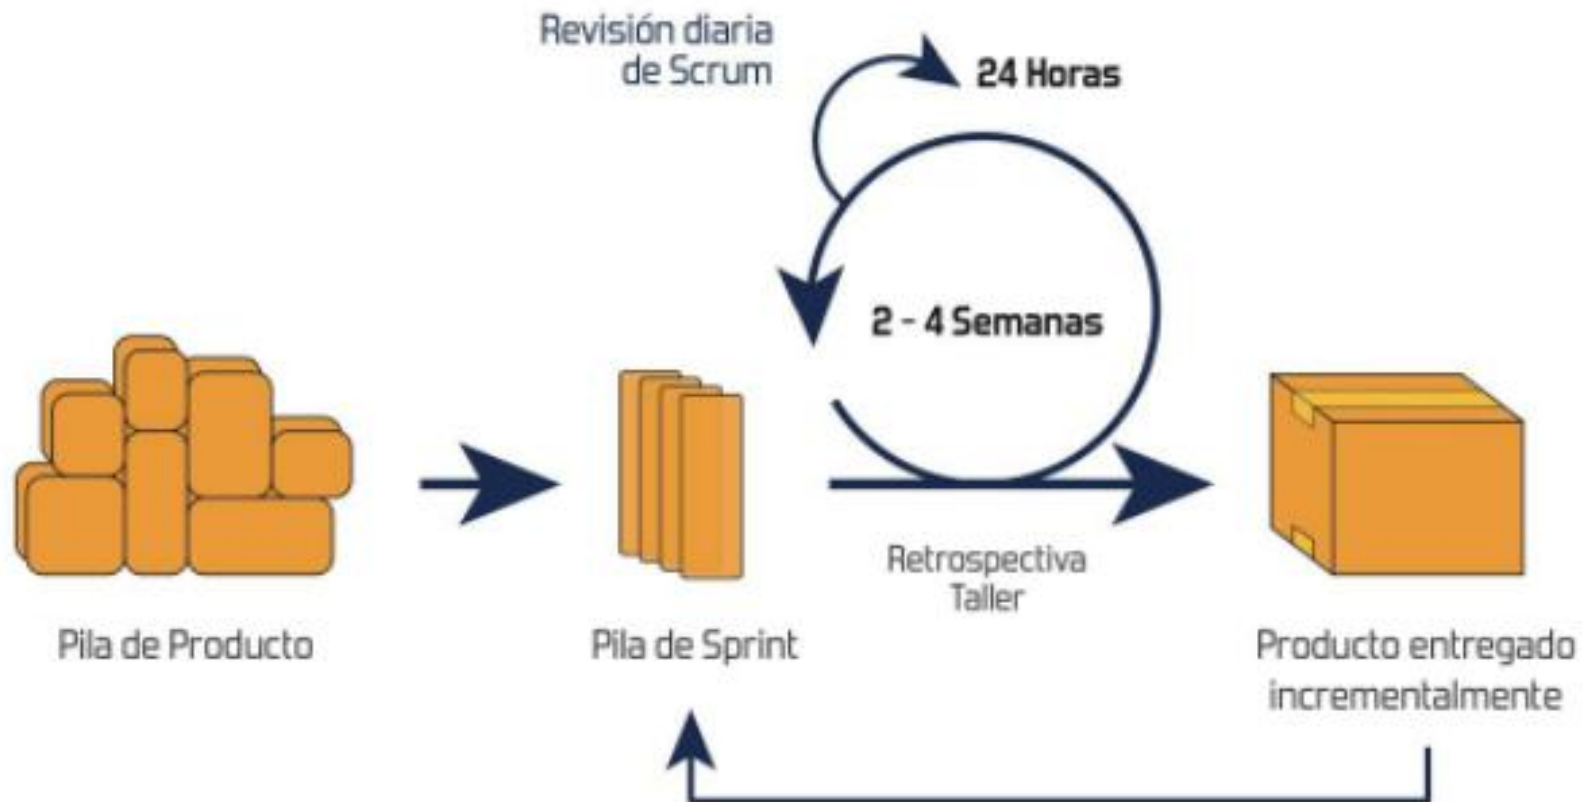 Revisión diaria
de Scrum
24 Horas
2 - 4 Semanas
Retrospectiva
Taller
Pila de Producto
Pila de Sprint
Producto entregado
incrementalmente